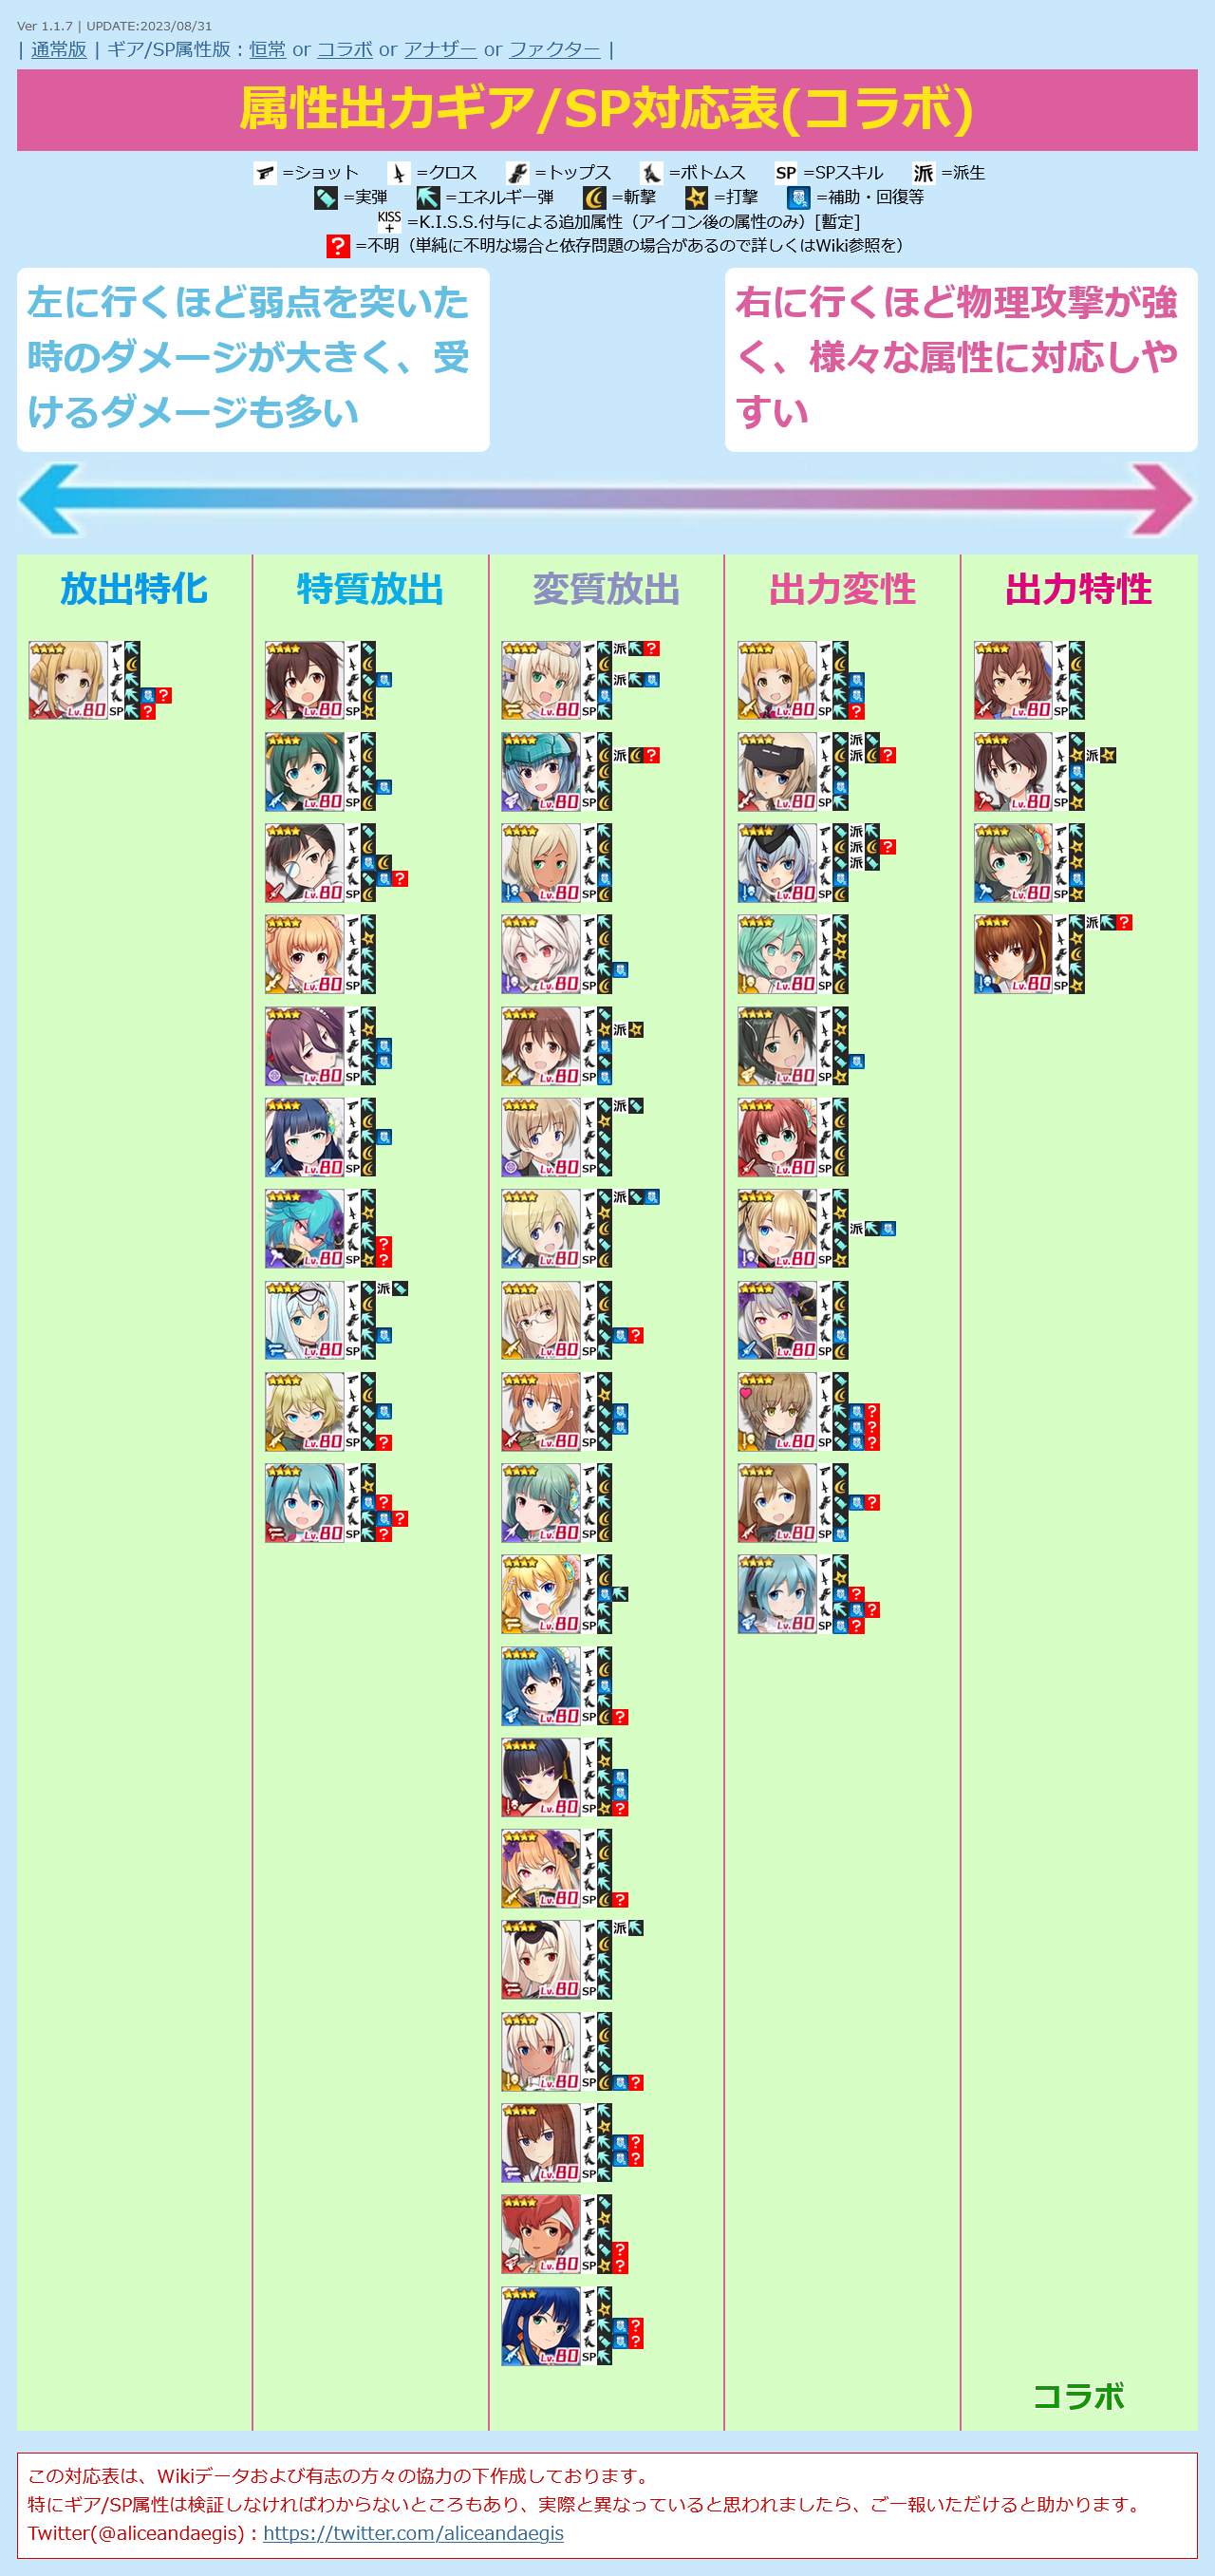 Ver 1.1.7 | UPDATE:2023/08/31
| 通常版 | ギア/SP属性版 : 恒常 or コラボ or アナザー or ファクター |
属性出力ギア/SP対応表(コラボ)
=ショット =クロス =トップス =ボトムス SP =SPスキル 派 =派生
=実弾 =エネルギー弾 =斬撃 =打撃 =補助・回復等
KISS+ =K.I.S.S.付与による追加属性（アイコン後の属性のみ）[暫定]
? =不明（単純に不明な場合と依存問題の場合があるので詳しくはWiki参照を）
左に行くほど弱点を突いた
時のダメージが大きく、受
けるダメージも多い
右に行くほど物理攻撃が強
く、様々な属性に対応しや
すい
放出特化 特質放出 変質放出 出力変性 出力特性
コラボ
この対応表は、Wikiデータおよび有志の方々の協力の下作成しております。
特にギア/SP属性は検証しなければわからないところもあり、実際と異なっていると思われましたら、ご一報いただけると助かります。
Twitter(@aliceandaegis) : https://twitter.com/aliceandaegis